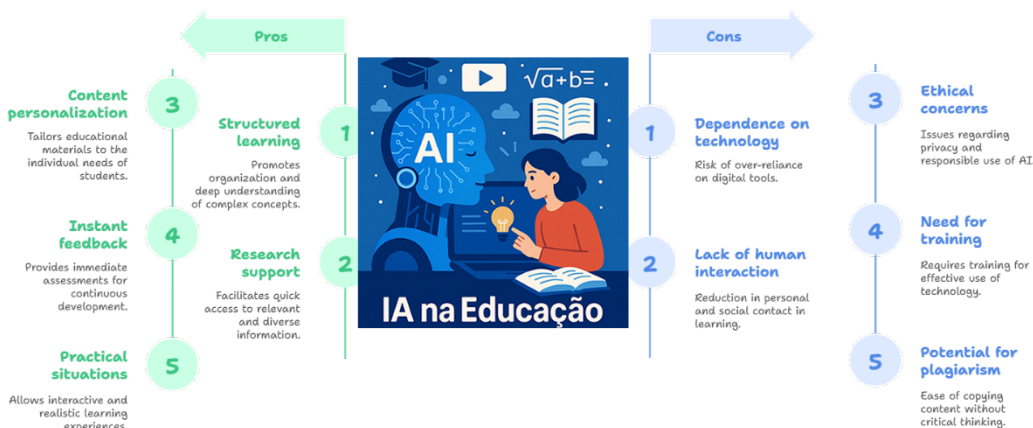 Pros
Cons
Content
personalization
3
Tailors educational
materials to the
individual needs of
students.
Instant
feedback
4
Provides immediate
assessments for
continuous
development.
Practical
situations
5
Allows interactive and
realistic learning
experiences.
Structured
learning
1
Promotes
organization and
deep understanding
of complex concepts.
Research
support
2
Facilitates quick
access to relevant
and diverse
information.
√a+b=
AI
IA na Educação
1
Dependence on
technology
Risk of over-reliance
on digital tools.
2
Lack of human
interaction
Reduction in personal
and social contact in
learning.
3
Ethical
concerns
Issues regarding
privacy and
responsible use of AI
4
Need for
training
Requires training for
effective use of
technology.
5
Potential for
plagiarism
Ease of copying
content without
critical thinking.